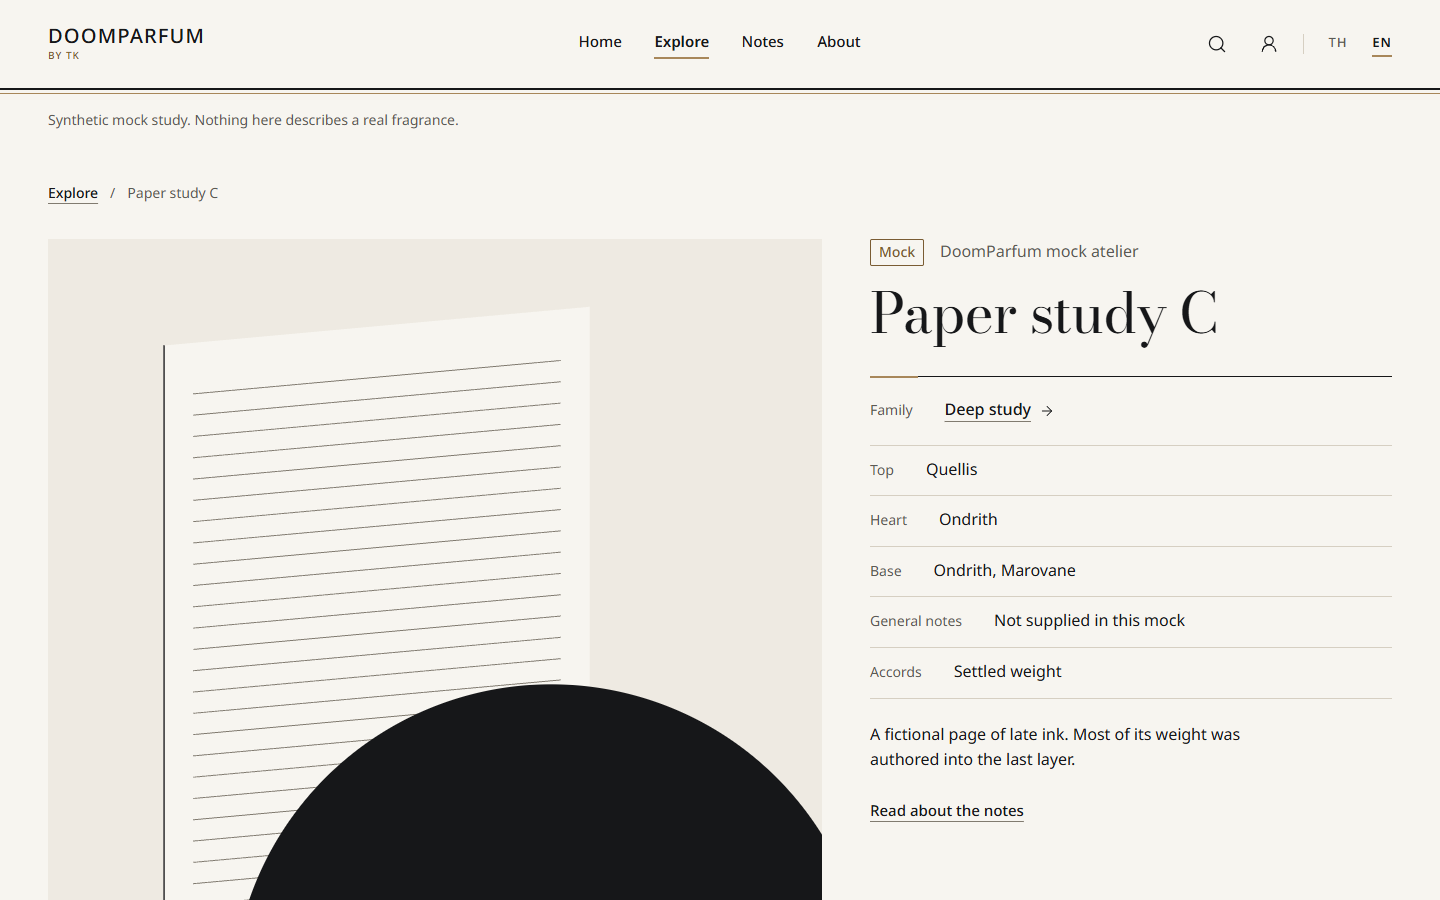 DOOMPARFUM
BY TK
Home Explore Notes About
TH EN
Synthetic mock study. Nothing here describes a real fragrance.
Explore / Paper study C
Mock DoomParfum mock atelier
Paper study C
Family Deep study →
Top Quellis
Heart Ondrith
Base Ondrith, Marovane
General notes Not supplied in this mock
Accords Settled weight
A fictional page of late ink. Most of its weight was
authored into the last layer.
Read about the notes